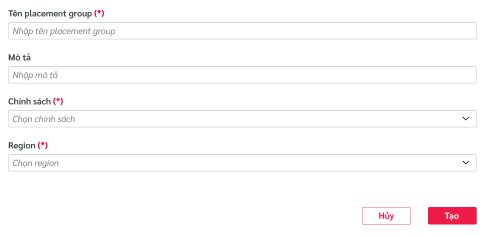 Tên placement group (*)
Nhập tên placement group
Mô tả
Nhập mô tả
Chính sách (*)
Chọn chính sách
Region (*)
Chọn region
Hủy
Tạo